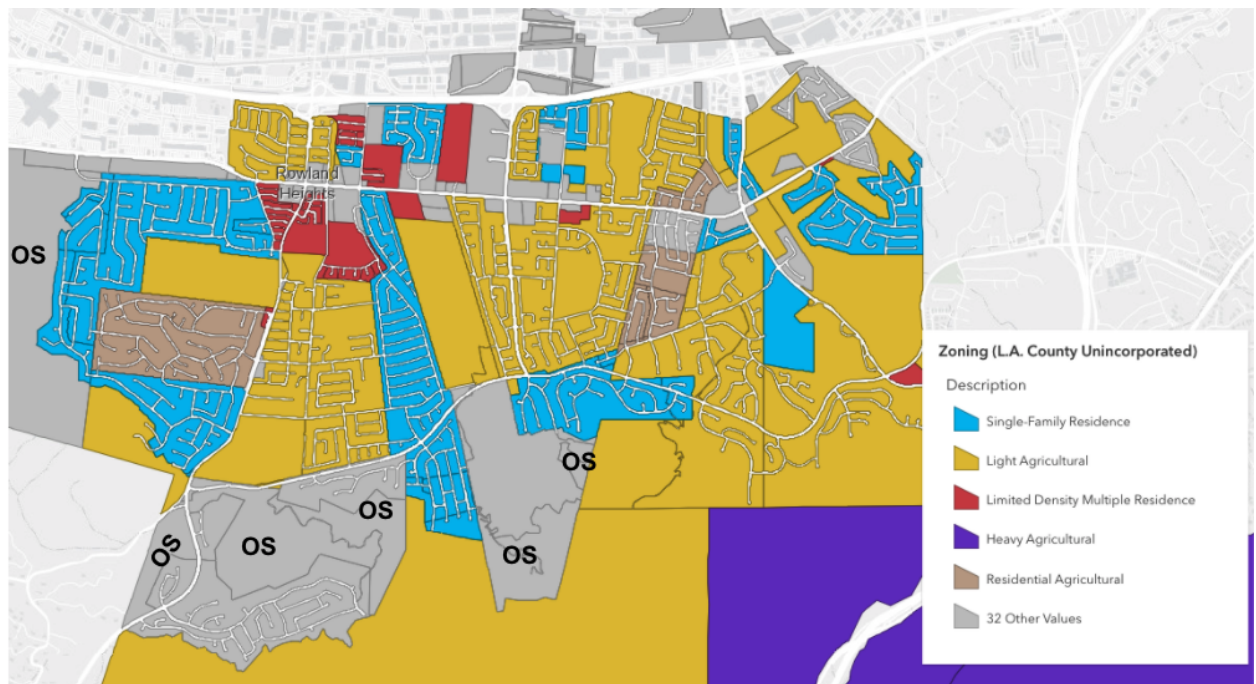 Rowland
Heights
OS
OS
OS
OS
OS
OS
Zoning (L.A. County Unincorporated)
Description
Single-Family Residence
Light Agricultural
Limited Density Multiple Residence
Heavy Agricultural
Residential Agricultural
32 Other Values